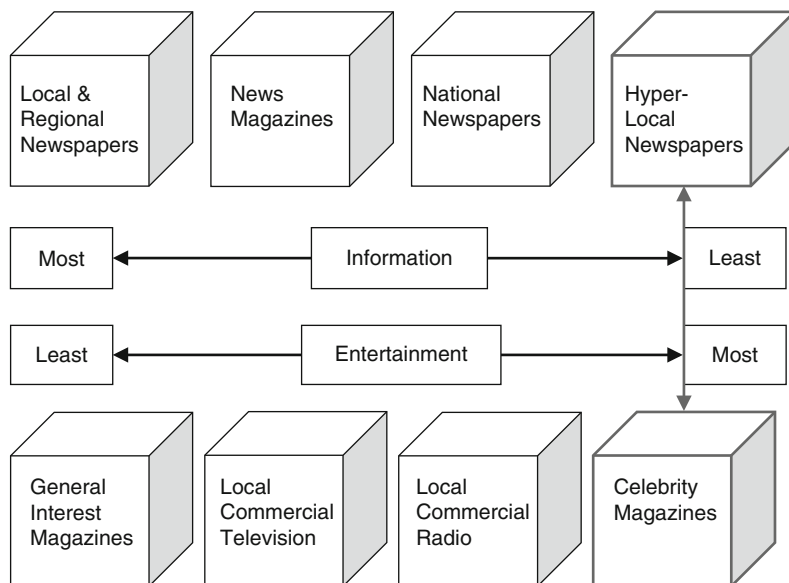 Local &
Regional
Newspapers
News
Magazines
National
Newspapers
Hyper-
Local
Newspapers
Most
Information
Least
Least
Entertainment
Most
General
Interest
Magazines
Local
Commercial
Television
Local
Commercial
Radio
Celebrity
Magazines